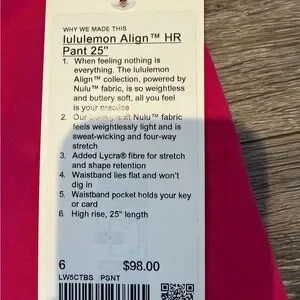 WHY WE MADE THIS
lululemon Align™ HR
Pant 25"
1. When feeling nothing is
everything. The lululemon
Align™ collection, powered by
Nulu™ fabric, is so weightless
and buttery soft, all you feel
is your practice
2. Our Nulu™ fabric
feels weightlessly light and is
sweat-wicking and four-way
stretch
3. Added Lycra® fibre for stretch
and shape retention
4. Waistband lies flat and won't
dig in
5. Waistband pocket holds your key
or card
6. High rise, 25" length
6 $98.00
LW5CTBS PSNT